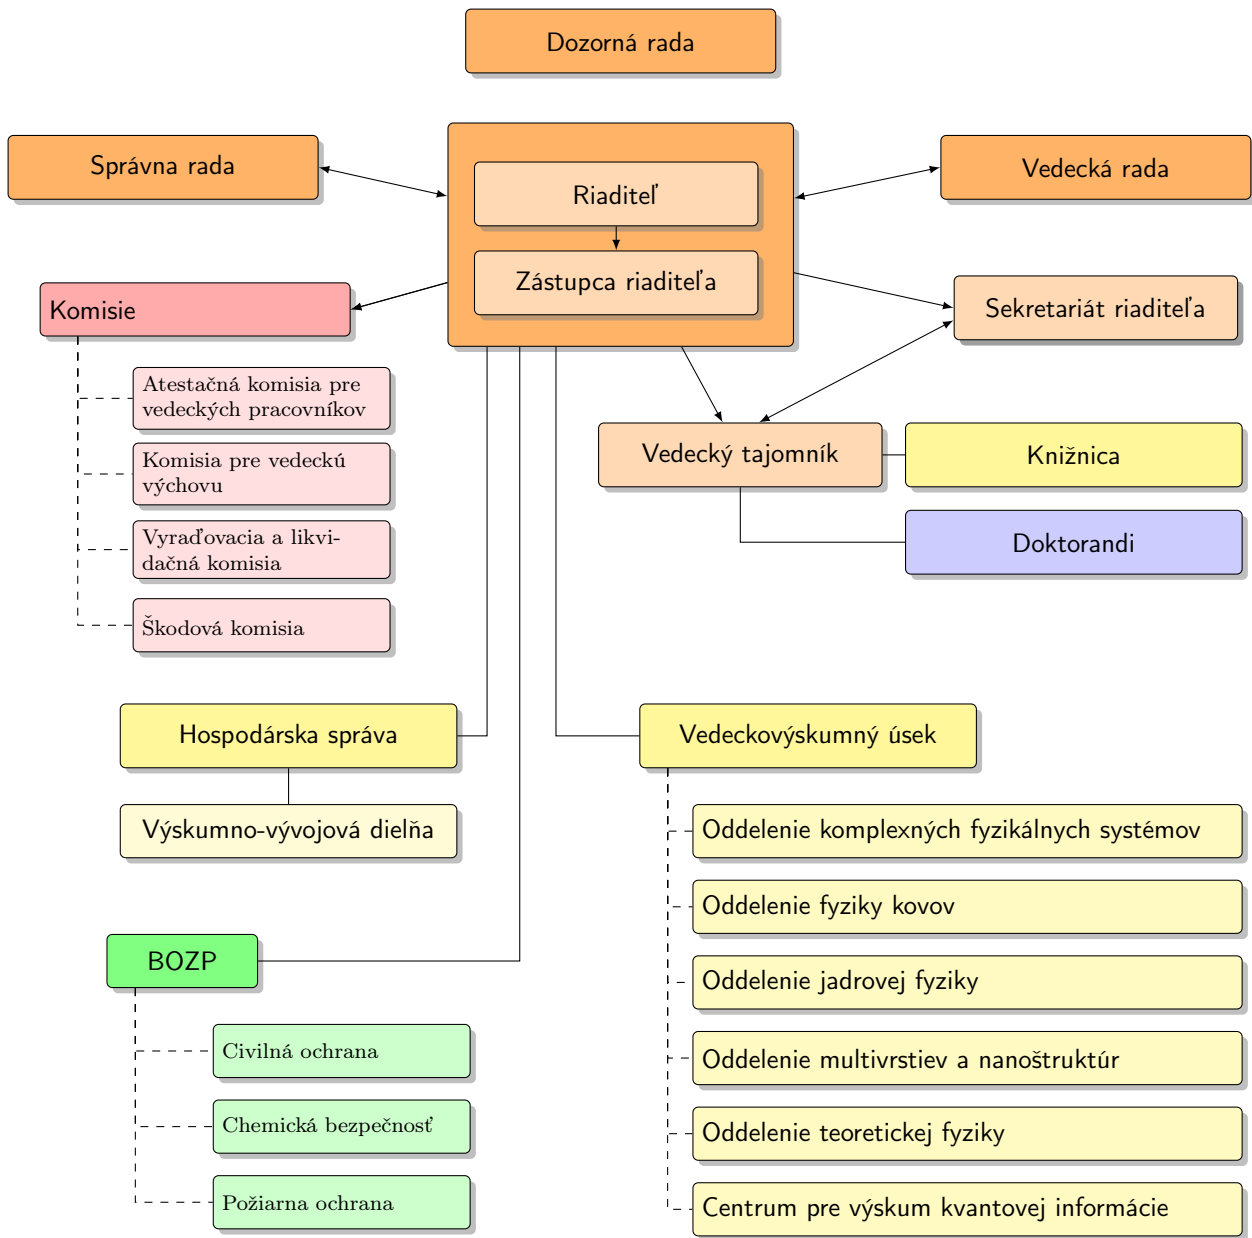 Dozorná rada
Správna rada
Riaditeľ
Vedecká rada
Zástupca riaditeľa
Komisie
Sekretariát riaditeľa
Atestačná komisia pre
vedeckých pracovníkov
Komisia pre vedeckú
výchovu
Vyraďovacia a likvi-
dačná komisia
Škodová komisia
Vedecký tajomník
Knižnica
Doktorandi
Hospodárska správa
Výskumno-vývojová dielňa
BOZP
Civilná ochrana
Chemická bezpečnosť
Požiarna ochrana
Vedeckovýskumný úsek
Oddelenie komplexných fyzikálnych systémov
Oddelenie fyziky kovov
Oddelenie jadrovej fyziky
Oddelenie multivrstiev a nanoštruktúr
Oddelenie teoretickej fyziky
Centrum pre výskum kvantovej informácie